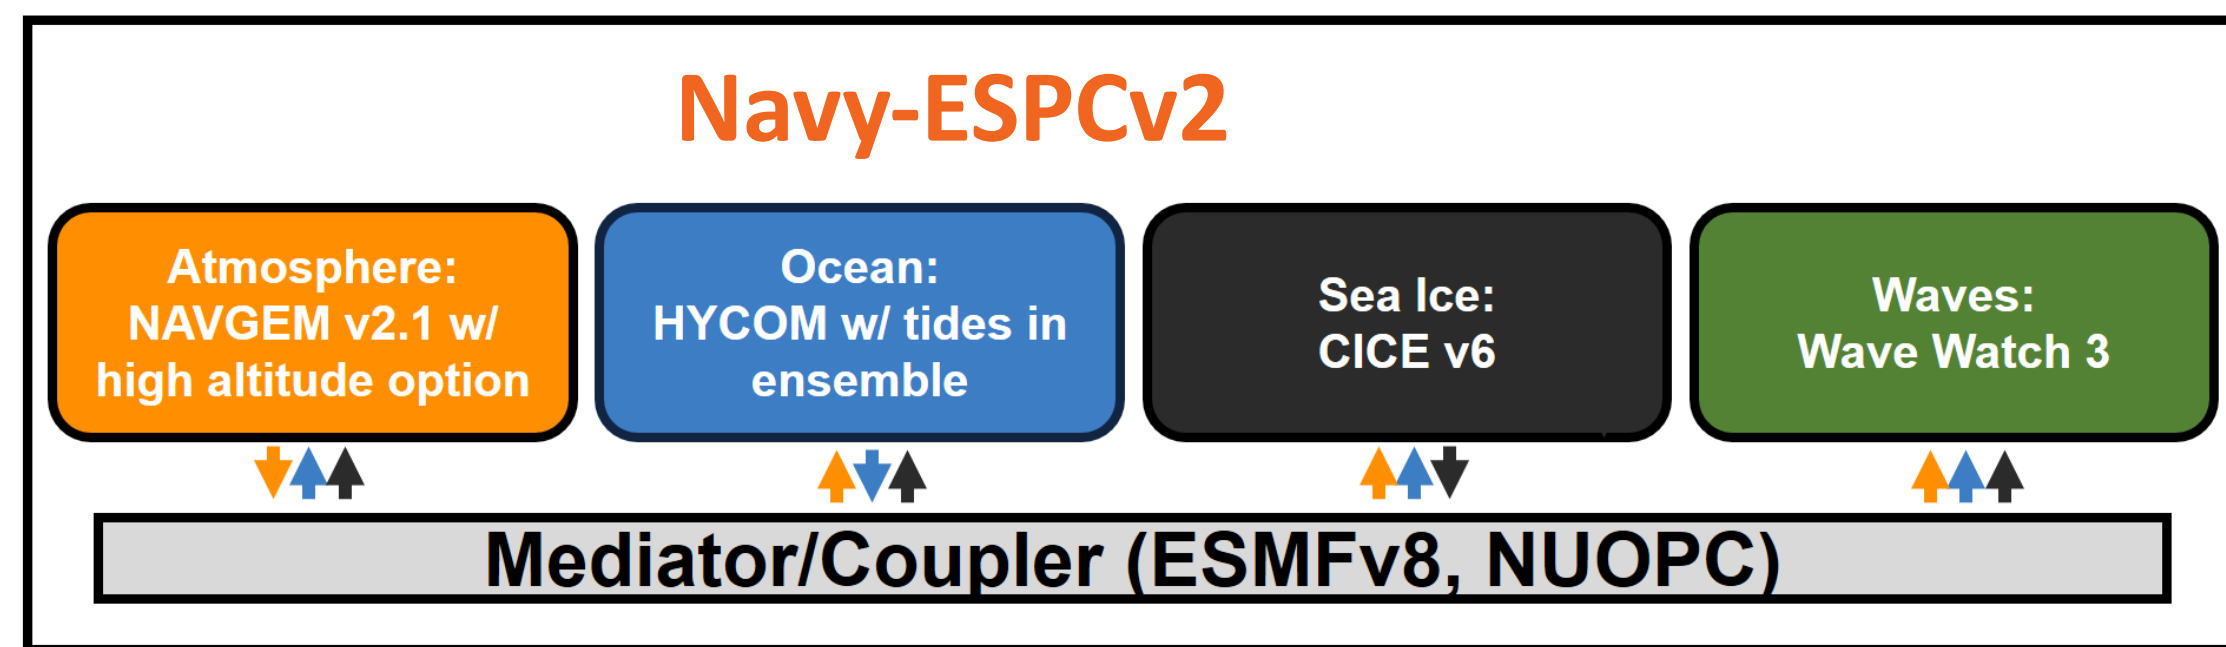 Navy-ESPCv2
Atmosphere:
NAVGEM v2.1 w/
high altitude option
Ocean:
HYCOM w/ tides in
ensemble
Sea Ice:
CICE v6
Waves:
Wave Watch 3
Mediator/Coupler (ESMFv8, NUOPC)